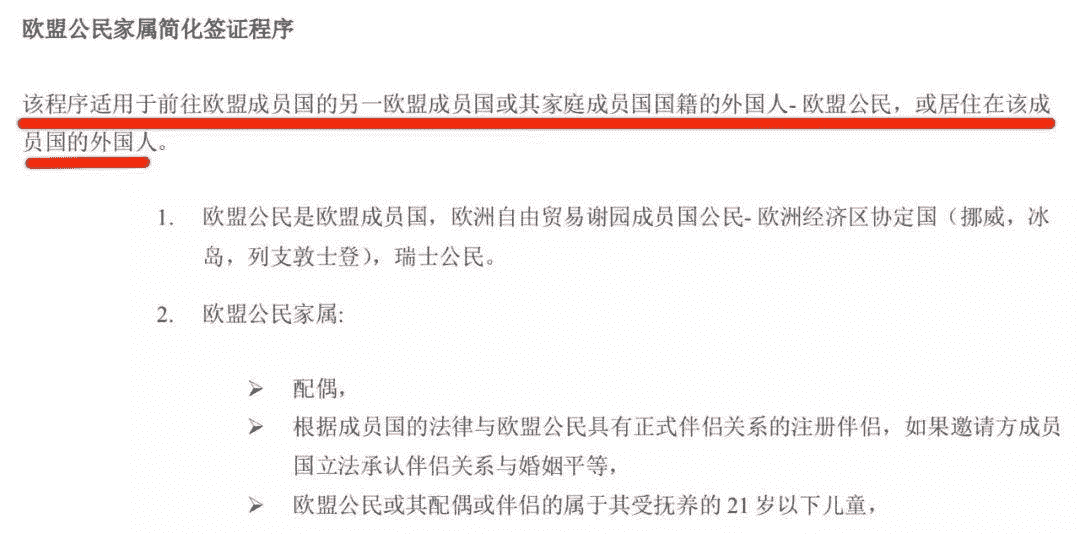 欧盟公民家属简化签证程序
该程序适用于前往欧盟成员国的另一欧盟成员国或其家庭成员国国籍的外国人- 欧盟公民，或居住在该成
员国的外国人。
1. 欧盟公民是欧盟成员国，欧洲自由贸易谢园成员国公民- 欧洲经济区协定国（挪威，冰
岛，列支敦士登），瑞士公民。
2. 欧盟公民家属:
➢ 配偶，
➢ 根据成员国的法律与欧盟公民具有正式伴侣关系的注册伴侣，如果邀请方成员
国立法承认伴侣关系与婚姻平等，
➢ 欧盟公民或其配偶或伴侣的属于其受抚养的 21 岁以下儿童，